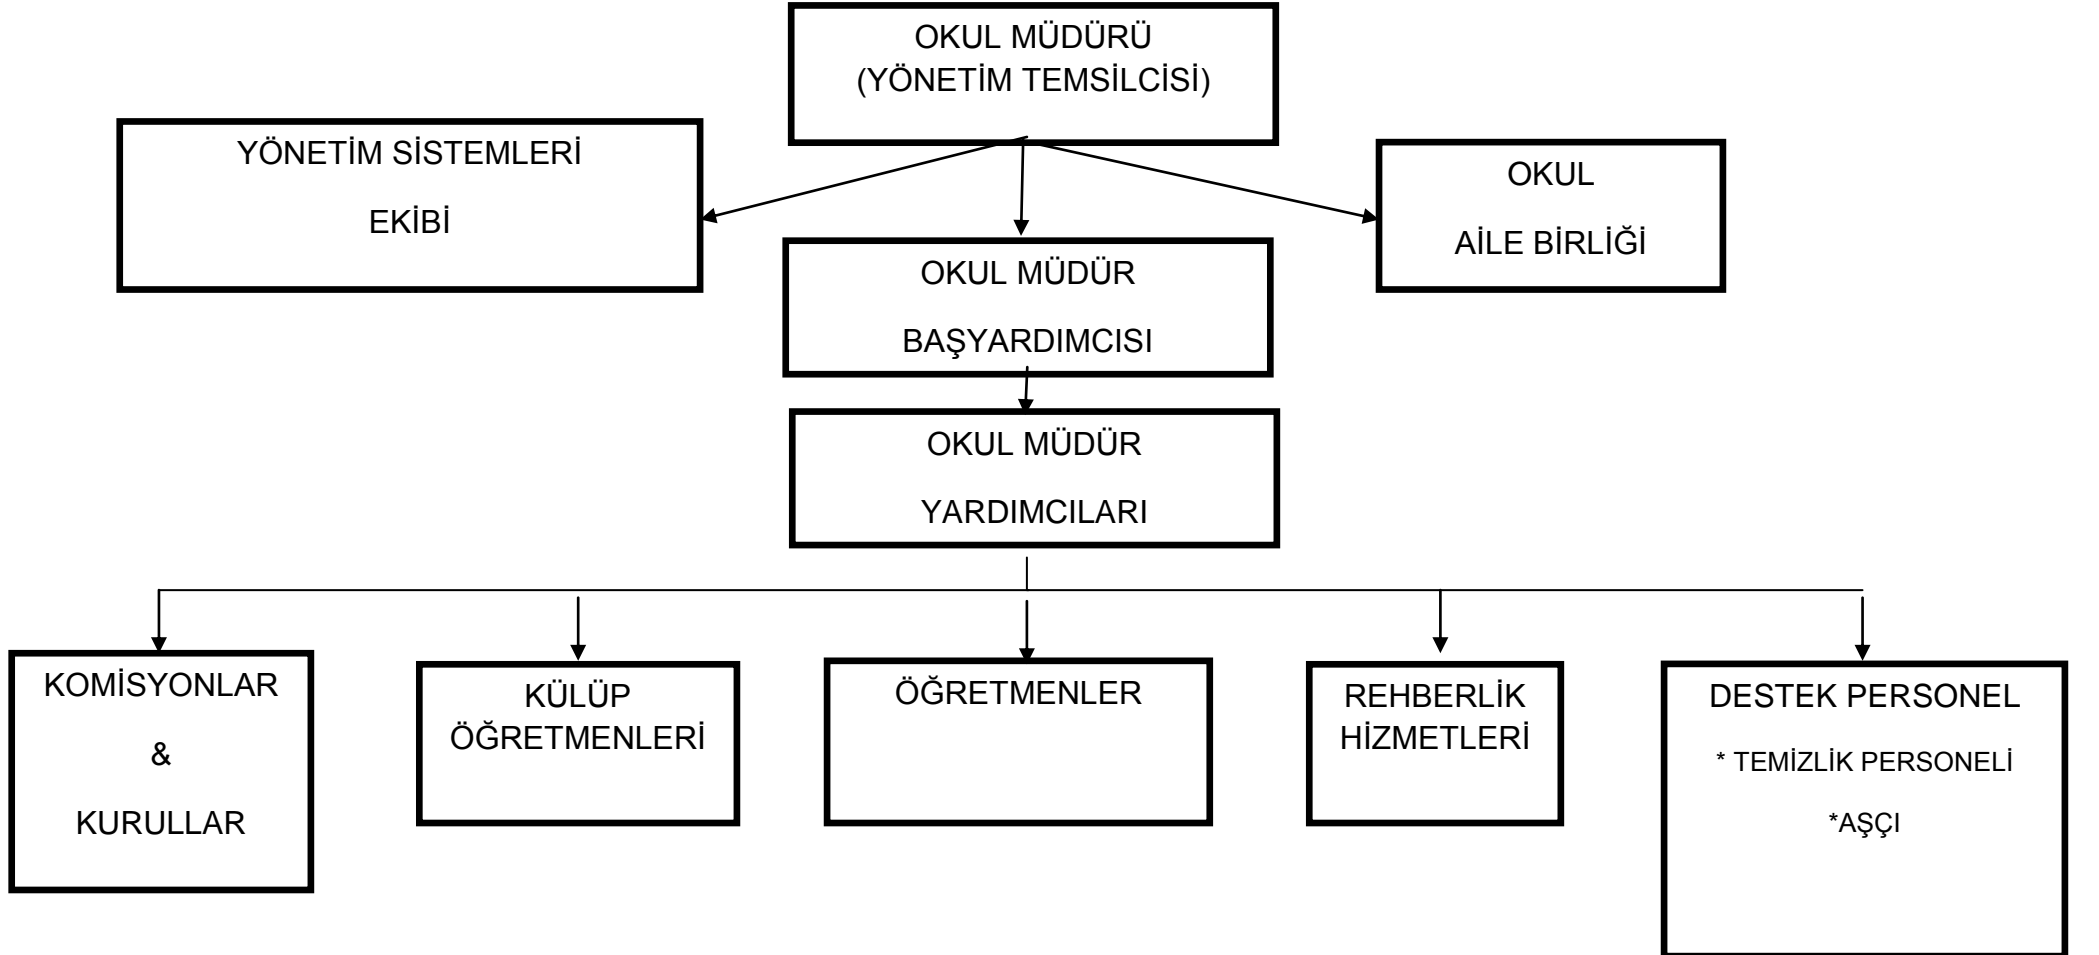 OKUL MÜDÜRÜ
(YÖNETİM TEMSİLCİSİ)
YÖNETİM SİSTEMLERİ
EKİBİ
OKUL
AİLE BİRLİĞİ
OKUL MÜDÜR
BAŞYARDIMCISI
OKUL MÜDÜR
YARDIMCILARI
KOMİSYONLAR
&
KURULLAR
KÜLÜP
ÖĞRETMENLERİ
ÖĞRETMENLER
REHBERLİK
HİZMETLERİ
DESTEK PERSONEL
* TEMİZLİK PERSONELİ
*AŞÇI